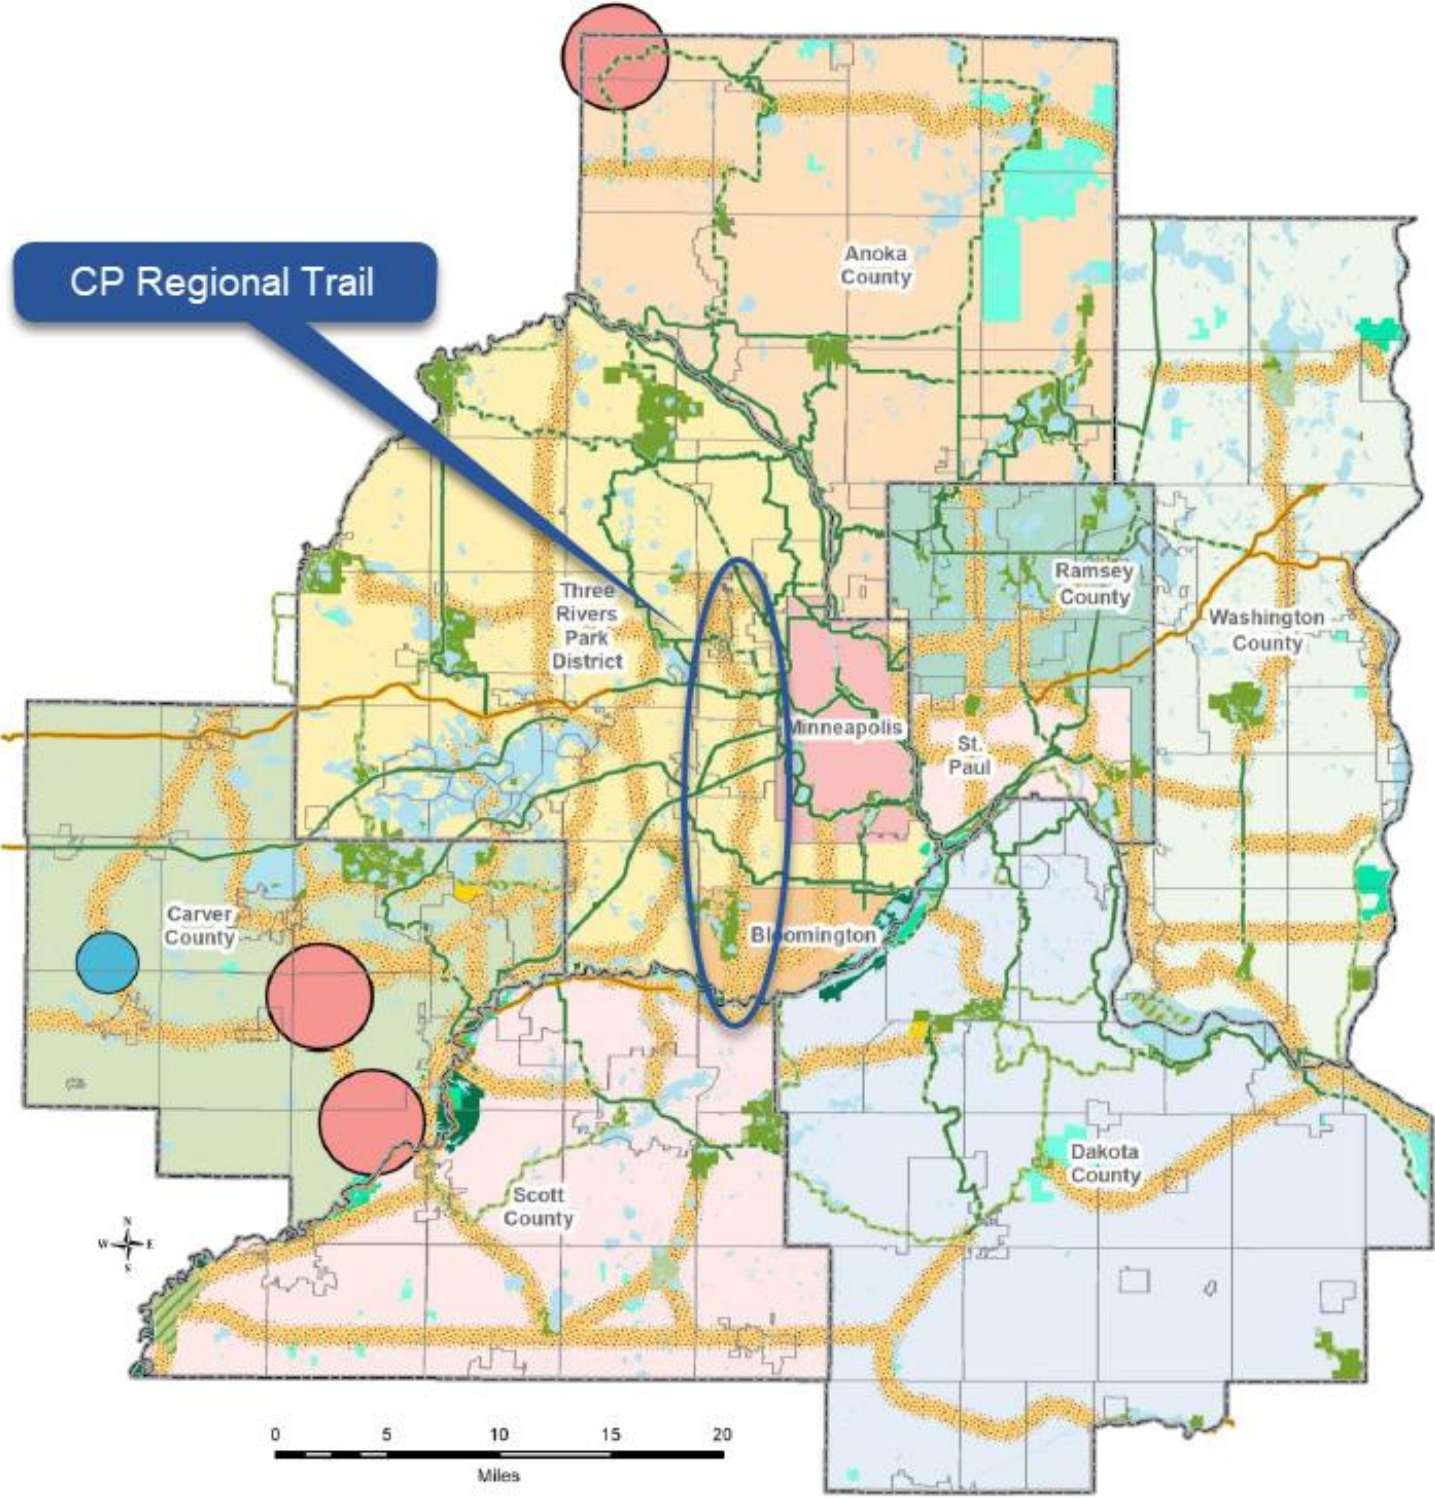 CP Regional Trail
Anoka
County
Three
Rivers
Park
District
Ramsey
County
Washington
County
Minneapolis
St.
Paul
Carver
County
Bloomington
Dakota
County
Scott
County
N
W E
S
0 5 10 15 20
Miles